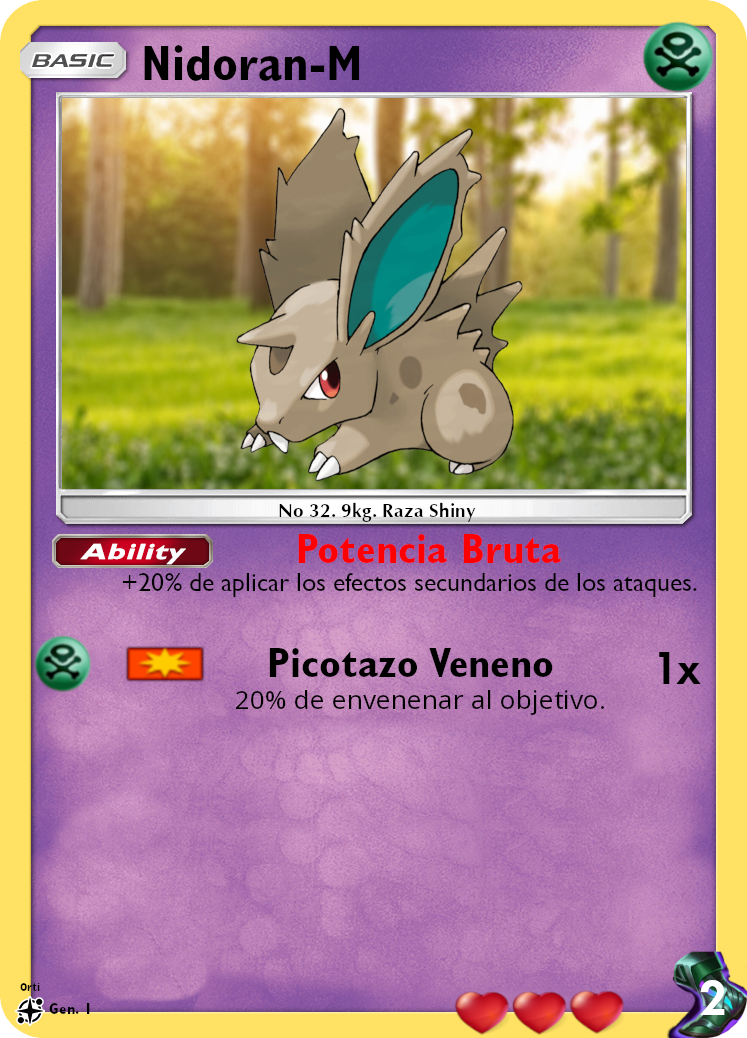 BASIC Nidoran-M
No 32. 9kg. Raza Shiny
Ability Potencia Bruta
+20% de aplicar los efectos secundarios de los ataques.
Picotazo Veneno 1x
20% de envenenar al objetivo.
Orti
Gen. 1
2